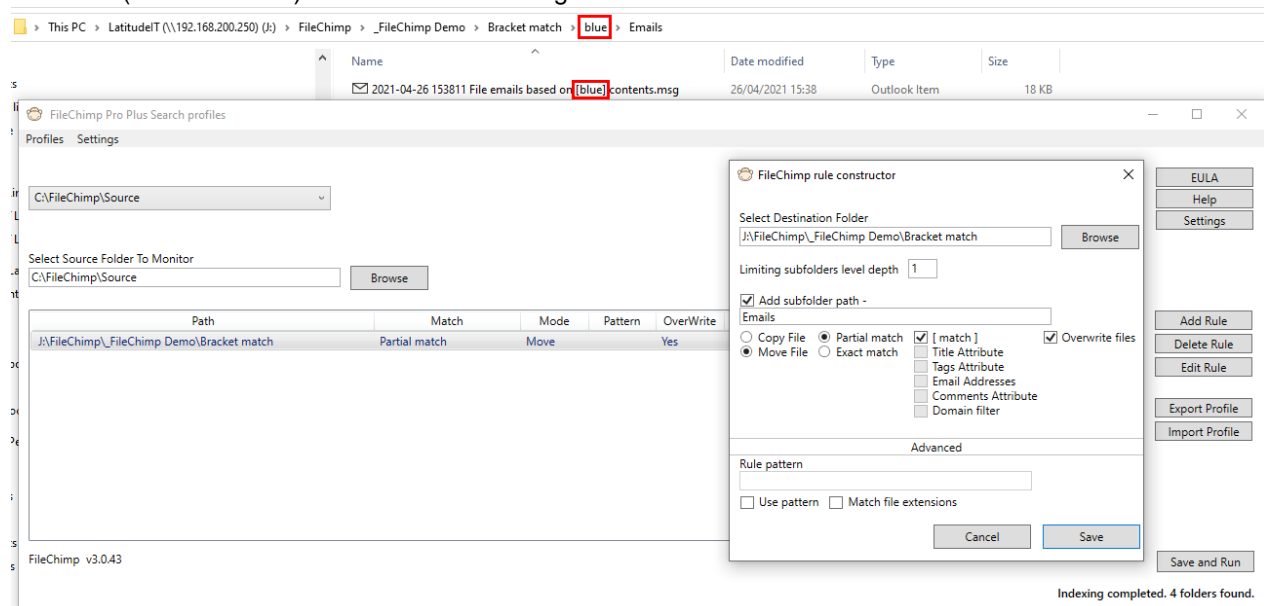 This PC > LatitudeIT (\\192.168.200.250) (J:) > FileChimp > _FileChimp Demo > Bracket match > blue > Emails
Name Date modified Type Size
2021-04-26 153811 File emails based on [blue] contents.msg 26/04/2021 15:38 Outlook Item 18 KB
FileChimp Pro Plus Search profiles
Profiles Settings
FileChimp rule constructor
EULA
C:\FileChimp\Source
Help
Select Destination Folder
Settings
J:\FileChimp\_FileChimp Demo\Bracket match Browse
Select Source Folder To Monitor
Limiting subfolders level depth 1
C:\FileChimp\Source Browse
Add subfolder path -
Emails
Path Match Mode Pattern OverWrite
Add Rule
J:\FileChimp\_FileChimp Demo\Bracket match Partial match Move Yes
Copy File Partial match [ match ] Overwrite files
Delete Rule
Move File Exact match Title Attribute
Tags Attribute
Edit Rule
Email Addresses
Comments Attribute
Domain filter
Export Profile
Import Profile
Advanced
Rule pattern
Use pattern Match file extensions
Cancel Save
FileChimp v3.0.43
Save and Run
Indexing completed. 4 folders found.